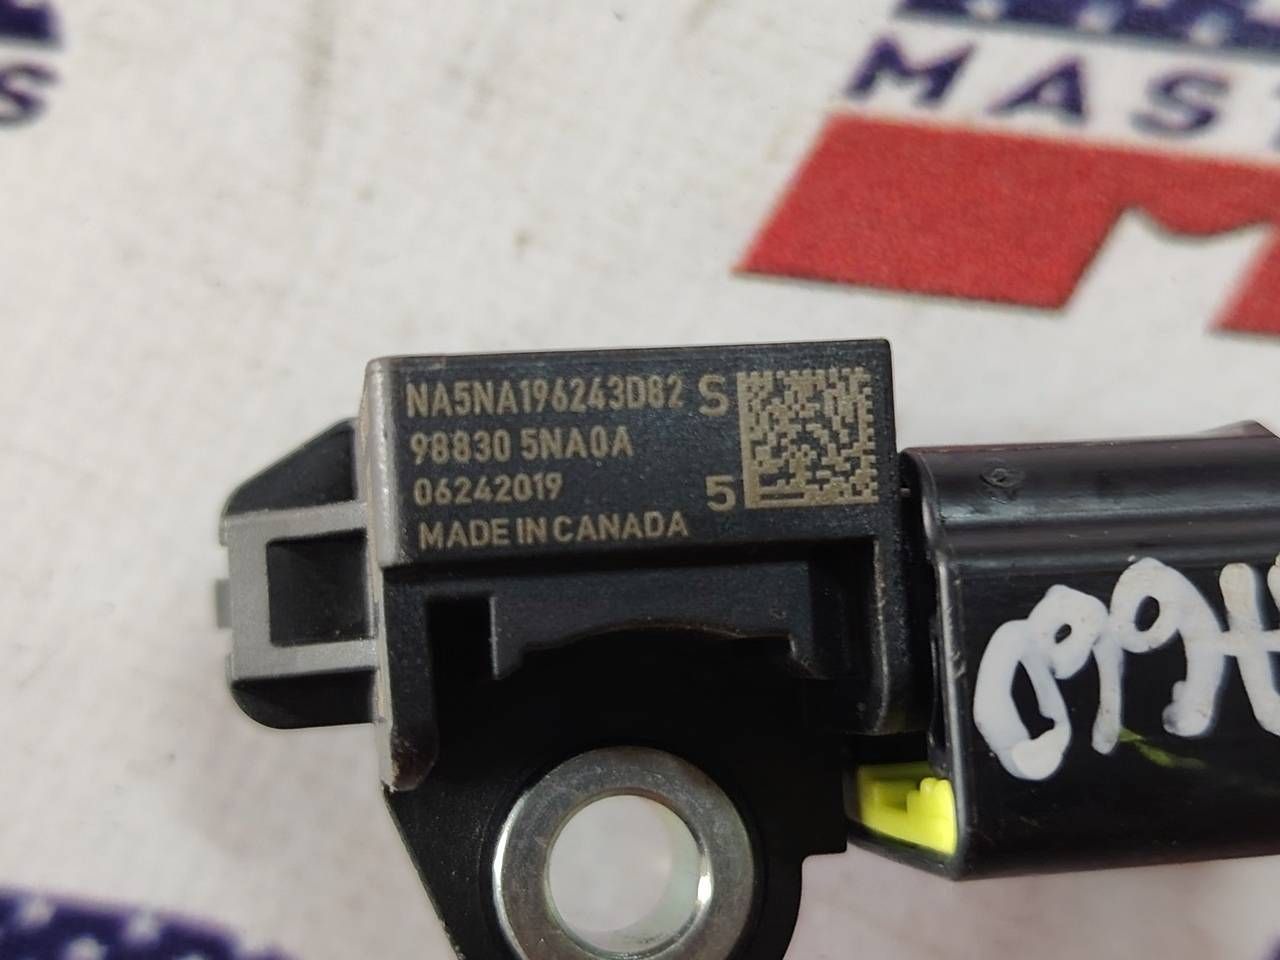 S
MAS
NA5NA196243D82 S
98830 5NA0A
06242019 5
MADE IN CANADA